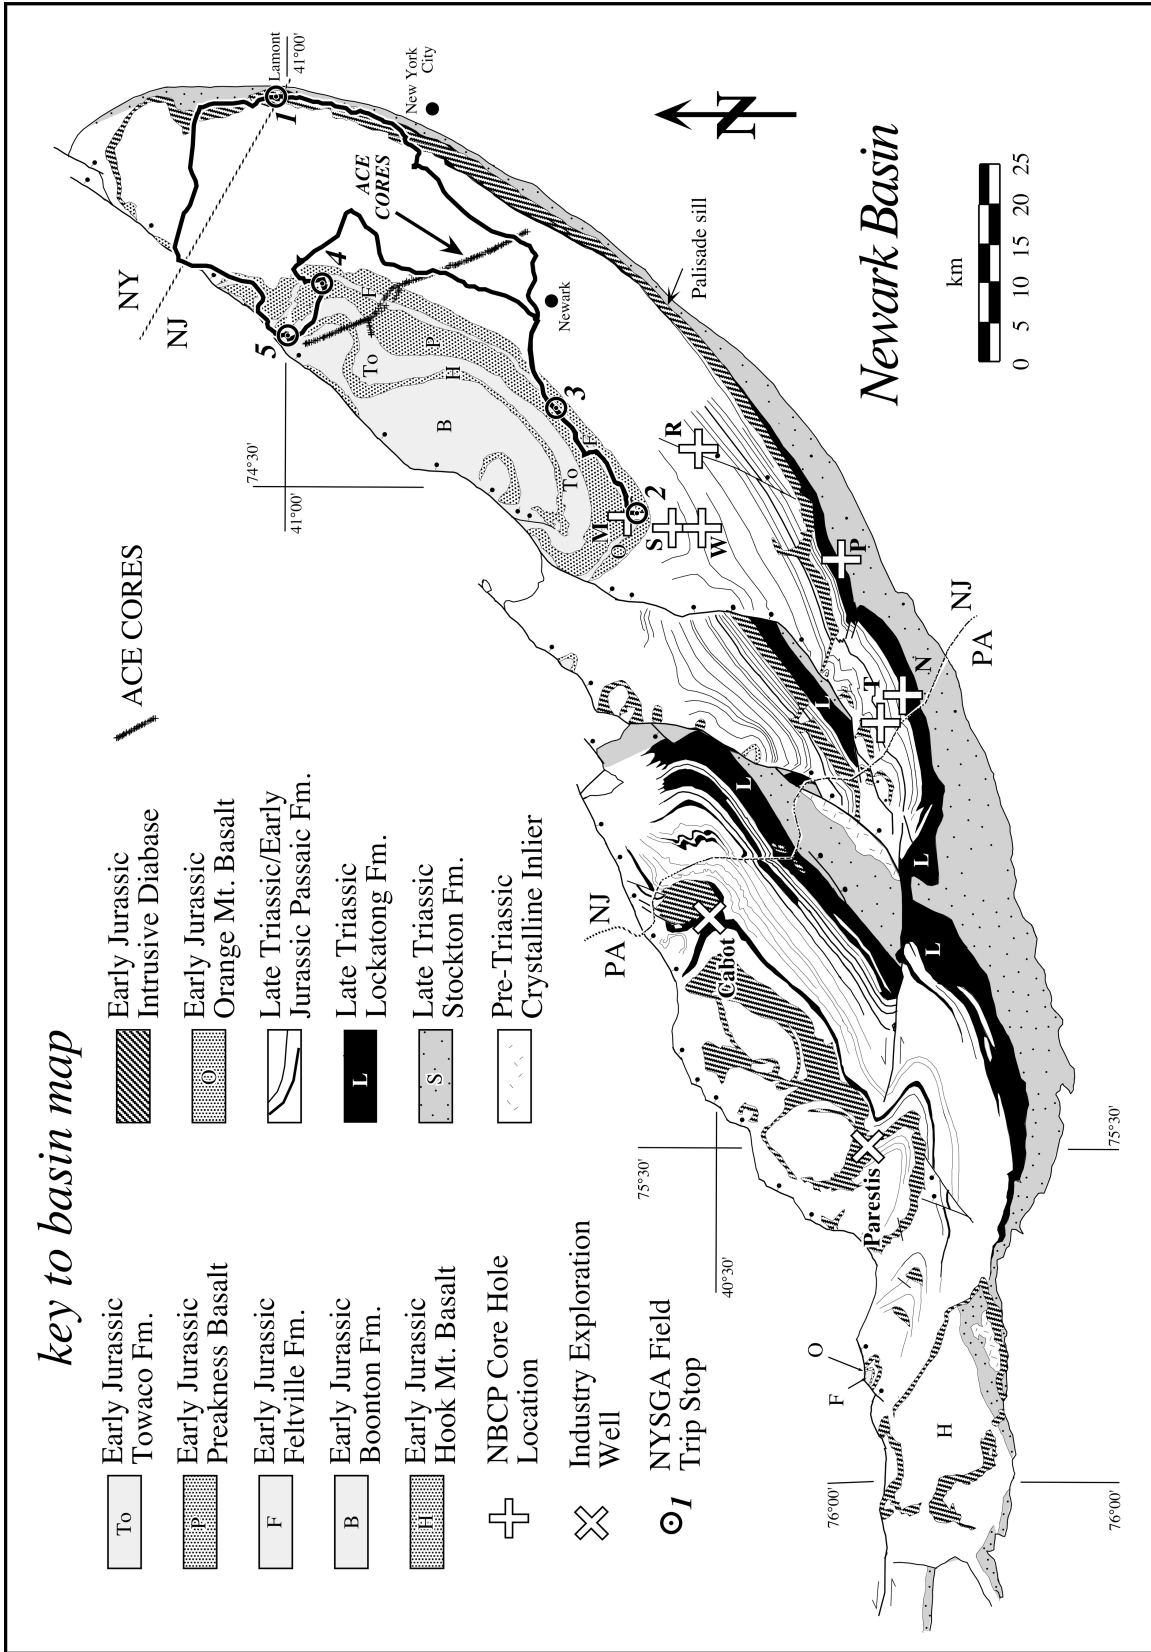 key to basin map
To
Early Jurassic
Towaco Fm.
P
Early Jurassic
Preakness Basalt
F
Early Jurassic
Feltville Fm.
B
Early Jurassic
Boonton Fm.
H
Early Jurassic
Hook Mt. Basalt
NBCP Core Hole
Location
Industry Exploration
Well
1
NYSGA Field
Trip Stop
Early Jurassic
Intrusive Diabase
O
Early Jurassic
Orange Mt. Basalt
Late Triassic/Early
Jurassic Passaic Fm.
L
Late Triassic
Lockatong Fm.
S
Late Triassic
Stockton Fm.
Pre-Triassic
Crystalline Inlier
ACE CORES
NY
NJ
Lamont
41°00'
1
New York
City
N
ACE
CORES
4
5
F
P
To
H
B
74°30'
41°00'
Newark
3
F
To
2
M
O
S
W
R
Palisade sill
P
NJ
PA
N
T
L
L
L
L
NJ
PA
Cabot
Parestis
75°30'
40°30'
75°30'
O
F
H
76°00'
76°00'
Newark Basin
km
0 5 10 15 20 25